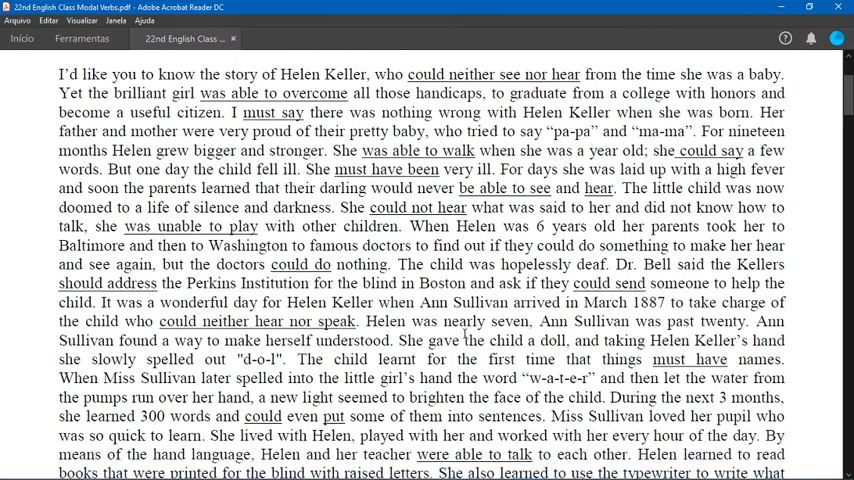 22nd English Class Modal Verbs.pdf - Adobe Acrobat Reader DC
Arquivo Editar Visualizar Janela Ajuda
Início Ferramentas 22nd English Class ... ×
I’d like you to know the story of Helen Keller, who could neither see nor hear from the time she was a baby.
Yet the brilliant girl was able to overcome all those handicaps, to graduate from a college with honors and
become a useful citizen. I must say there was nothing wrong with Helen Keller when she was born. Her
father and mother were very proud of their pretty baby, who tried to say “pa-pa” and “ma-ma”. For nineteen
months Helen grew bigger and stronger. She was able to walk when she was a year old; she could say a few
words. But one day the child fell ill. She must have been very ill. For days she was laid up with a high fever
and soon the parents learned that their darling would never be able to see and hear. The little child was now
doomed to a life of silence and darkness. She could not hear what was said to her and did not know how to
talk, she was unable to play with other children. When Helen was 6 years old her parents took her to
Baltimore and then to Washington to famous doctors to find out if they could do something to make her hear
and see again, but the doctors could do nothing. The child was hopelessly deaf. Dr. Bell said the Kellers
should address the Perkins Institution for the blind in Boston and ask if they could send someone to help the
child. It was a wonderful day for Helen Keller when Ann Sullivan arrived in March 1887 to take charge of
the child who could neither hear nor speak. Helen was nearly seven, Ann Sullivan was past twenty. Ann
Sullivan found a way to make herself understood. She gave the child a doll, and taking Helen Keller’s hand
she slowly spelled out "d-o-l". The child learnt for the first time that things must have names.
When Miss Sullivan later spelled into the little girl’s hand the word “w-a-t-e-r” and then let the water from
the pumps run over her hand, a new light seemed to brighten the face of the child. During the next 3 months,
she learned 300 words and could even put some of them into sentences. Miss Sullivan loved her pupil who
was so quick to learn. She lived with Helen, played with her and worked with her every hour of the day. By
means of the hand language, Helen and her teacher were able to talk to each other. Helen learned to read
books that were printed for the blind with raised letters. She also learned to use the typewriter to write what